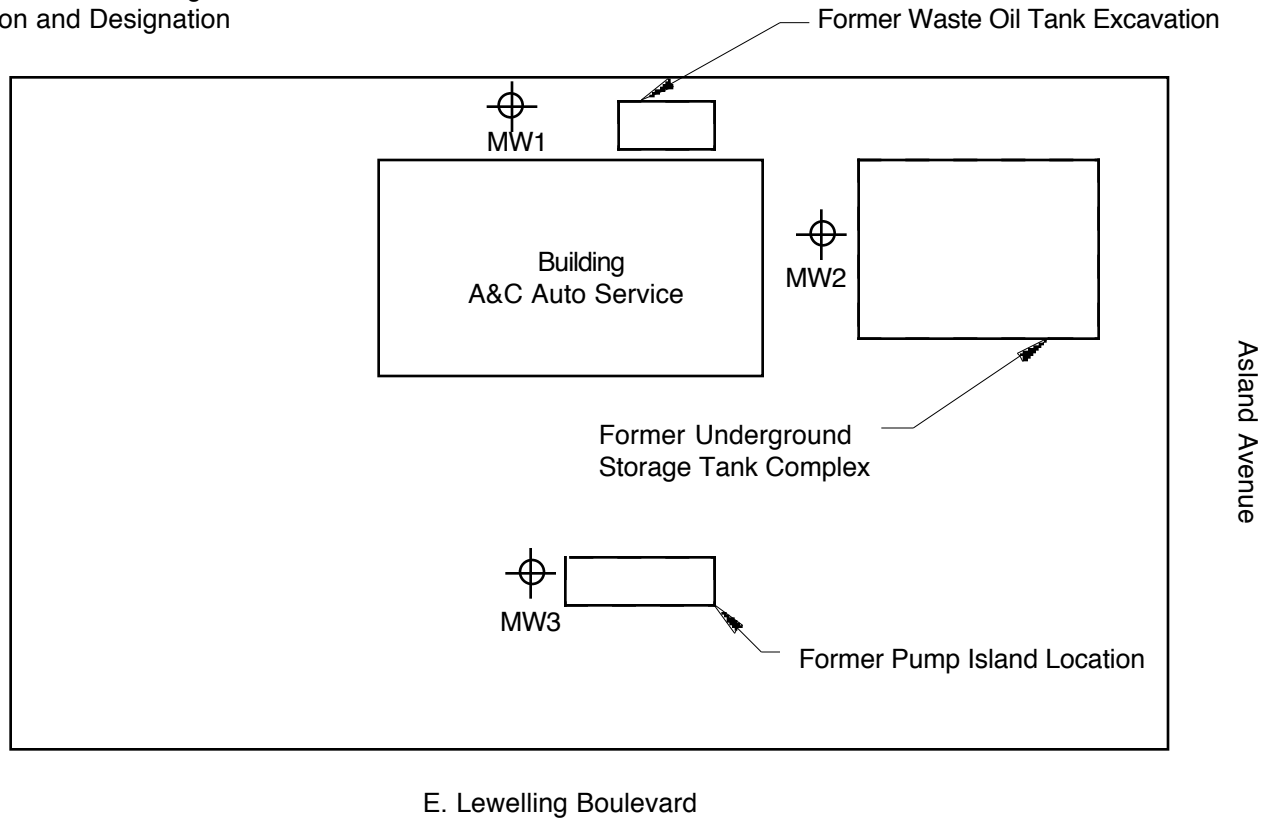 and Designation
Former Waste Oil Tank Excavation
MW1
Building
A&C Auto Service
MW2
Asland Avenue
Former Underground
Storage Tank Complex
MW3
Former Pump Island Location
E. Lewelling Boulevard